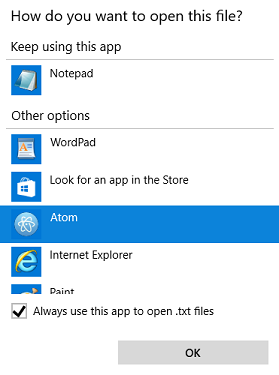 How do you want to open this file?
Keep using this app
Notepad
Other options
WordPad
Look for an app in the Store
Atom
Internet Explorer
Paint
Always use this app to open .txt files
OK